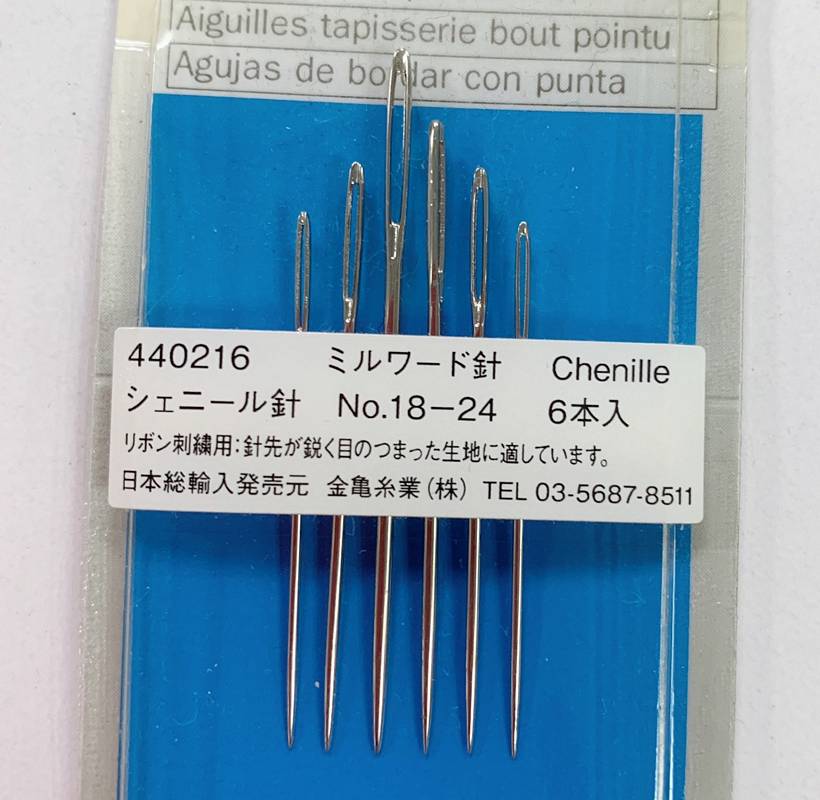 Aiguilles tapisserie bout pointu
Agujas de bordar con punta
440216 ミルワード針 Chenille
シェニール針 No.18-24 6本入
リボン刺繍用:針先が鋭く目のつまった生地に適しています。
日本総輸入発売元 金亀糸業(株) TEL 03-5687-8511